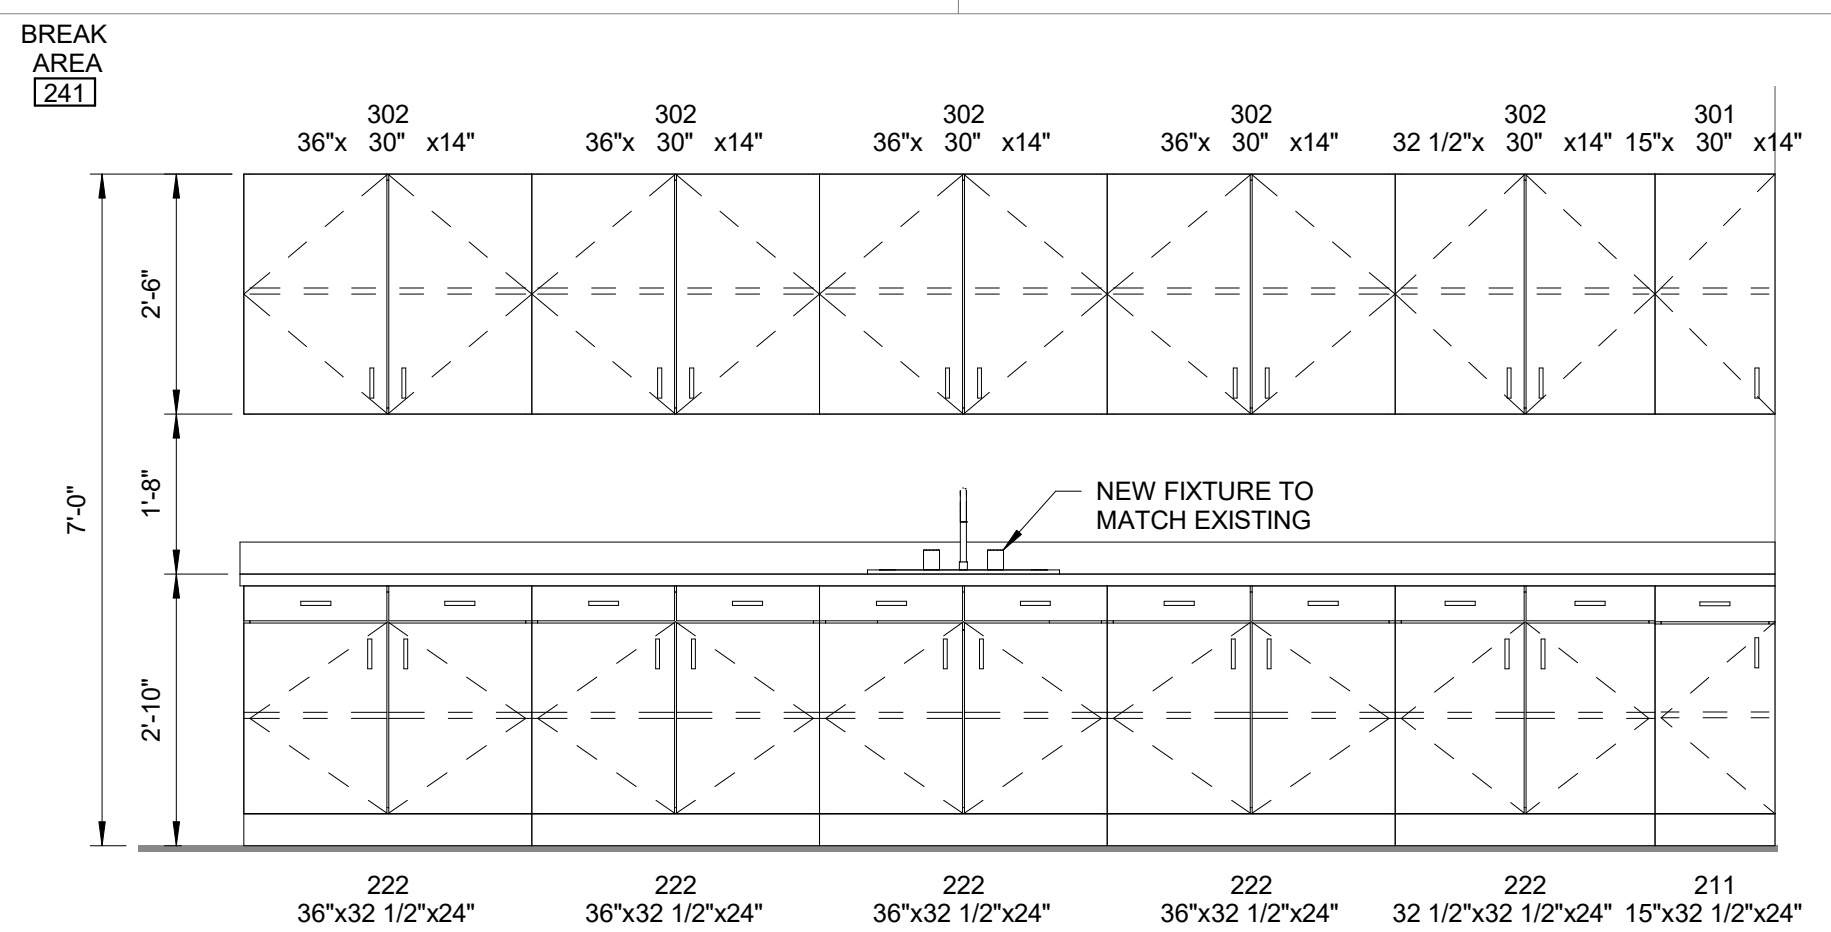 BREAK
AREA
241
302 302 302 302 302 301
36"x 30" x14" 36"x 30" x14" 36"x 30" x14" 36"x 30" x14" 32 1/2"x 30" x14" 15"x 30" x14"
2'-6"
1'-8"
7'-0"
2'-10"
NEW FIXTURE TO
MATCH EXISTING
222 222 222 222 222 211
36"x32 1/2"x24" 36"x32 1/2"x24" 36"x32 1/2"x24" 36"x32 1/2"x24" 32 1/2"x32 1/2"x24" 15"x32 1/2"x24"